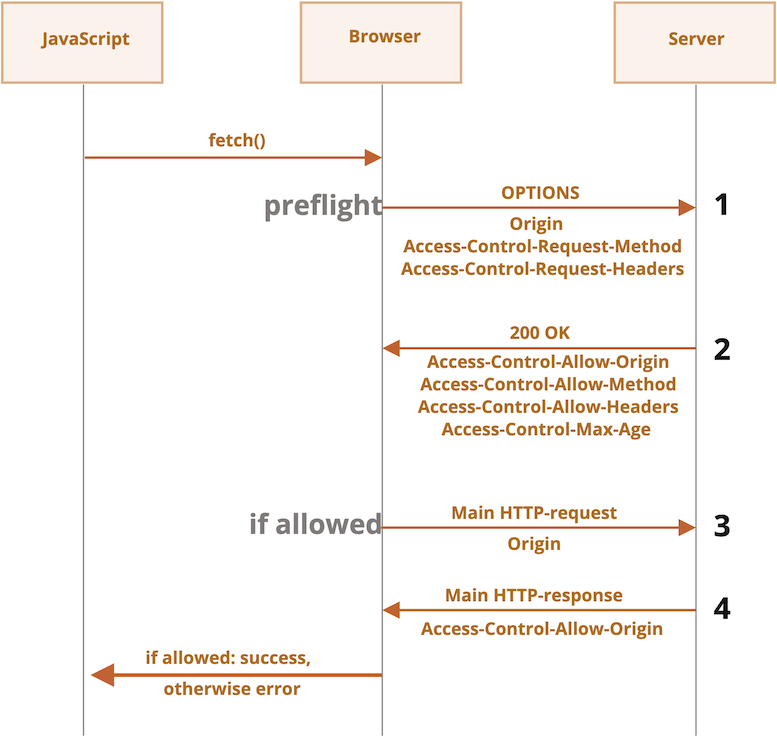 JavaScript
Browser
Server
fetch()
preflight
OPTIONS
1
Origin
Access-Control-Request-Method
Access-Control-Request-Headers
200 OK
2
Access-Control-Allow-Origin
Access-Control-Allow-Method
Access-Control-Allow-Headers
Access-Control-Max-Age
if allowed
Main HTTP-request
3
Origin
Main HTTP-response
4
Access-Control-Allow-Origin
if allowed: success,
otherwise error